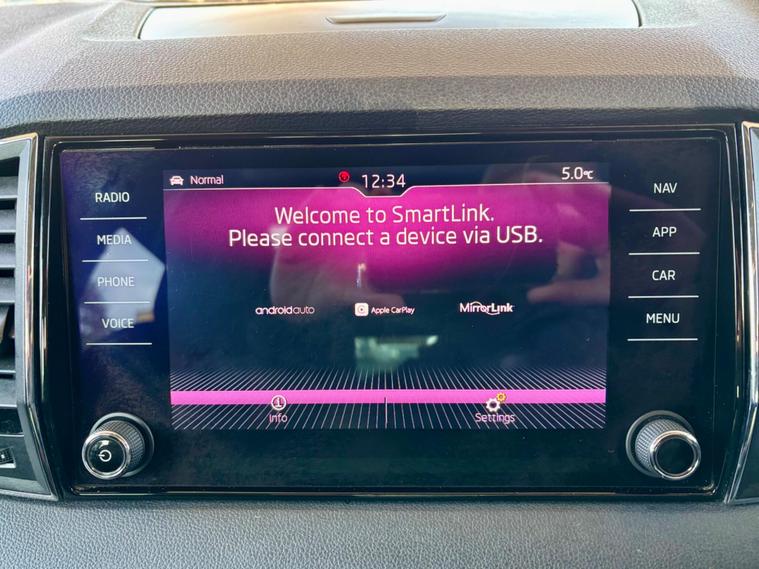 Normal
12:34
5.0°C
RADIO
MEDIA
PHONE
VOICE
Welcome to SmartLink.
Please connect a device via USB.
androidauto
Apple CarPlay
MirrorLink
Info
Settings
NAV
APP
CAR
MENU